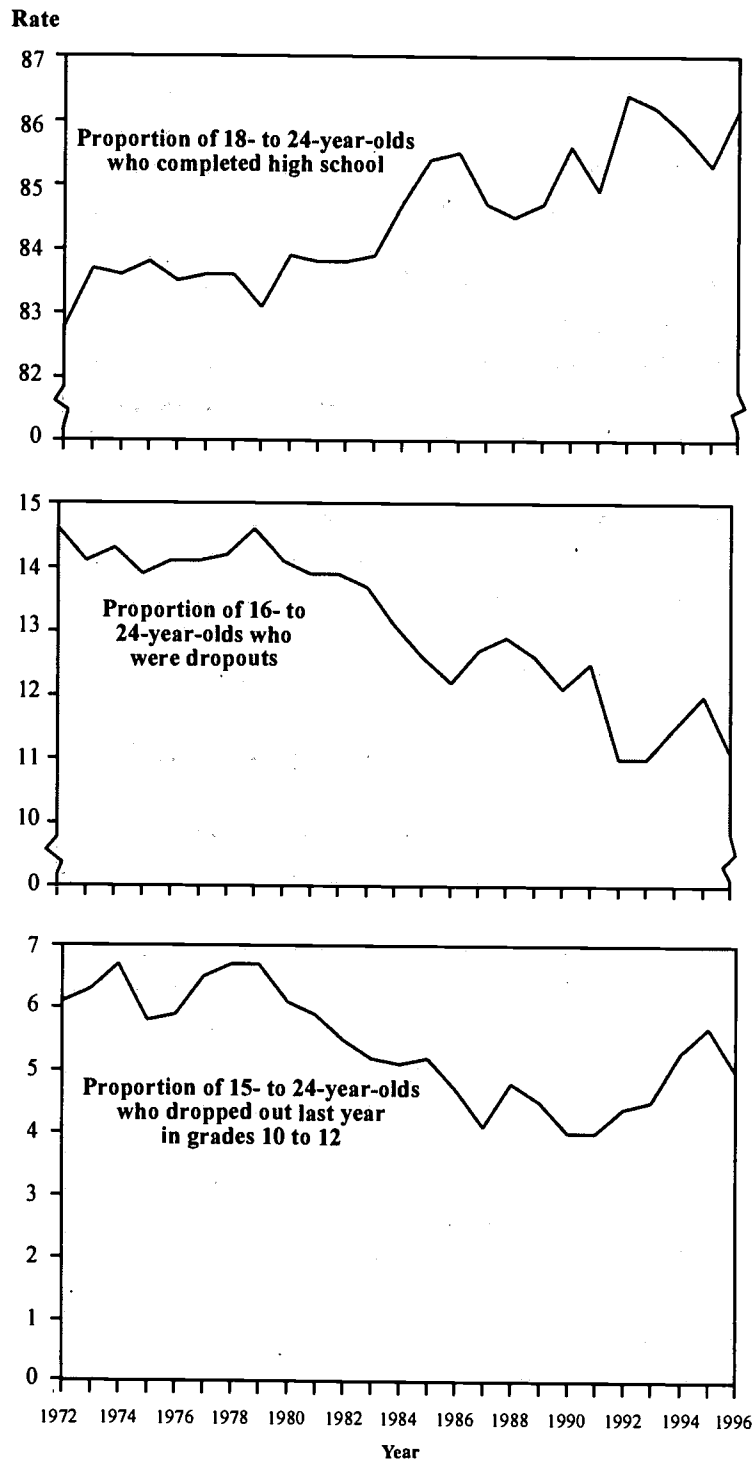 Rate
87
86
85
84
83
82
0
Proportion of 18- to 24-year-olds
who completed high school
15
14
13
12
11
10
0
Proportion of 16- to
24-year-olds who
were dropouts
7
6
5
4
3
2
1
0
Proportion of 15- to 24-year-olds
who dropped out last year
in grades 10 to 12
1972 1974 1976 1978 1980 1982 1984 1986 1988 1990 1992 1994 1996
Year